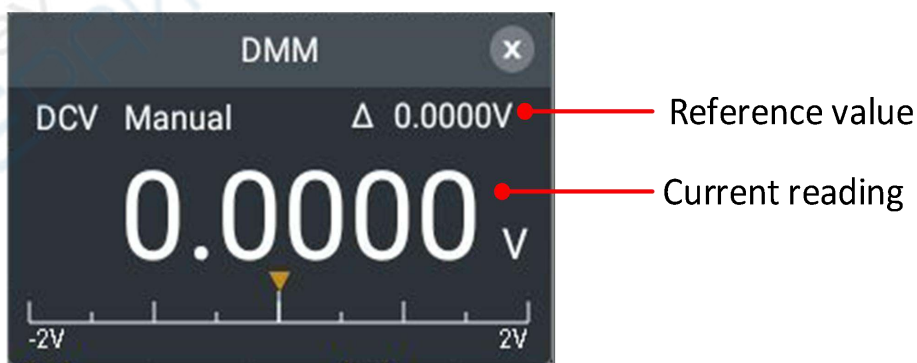 DMM
x
DCV Manual Δ 0.0000V
Reference value
0.0000 V
Current reading
-2V 2V